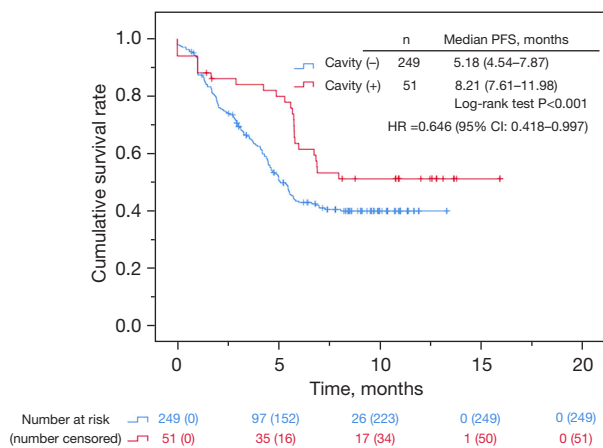 n Median PFS, months
Cavity (–) 249 5.18 (4.54–7.87)
Cavity (+) 51 8.21 (7.61–11.98)
Log-rank test P<0.001
HR =0.646 (95% CI: 0.418–0.997)
Cumulative survival rate
1.0
0.8
0.6
0.4
0.2
0.0
0 5 10 15 20
Time, months
Number at risk 249 (0) 97 (152) 26 (223) 0 (249) 0 (249)
(number censored) 51 (0) 35 (16) 17 (34) 1 (50) 0 (51)